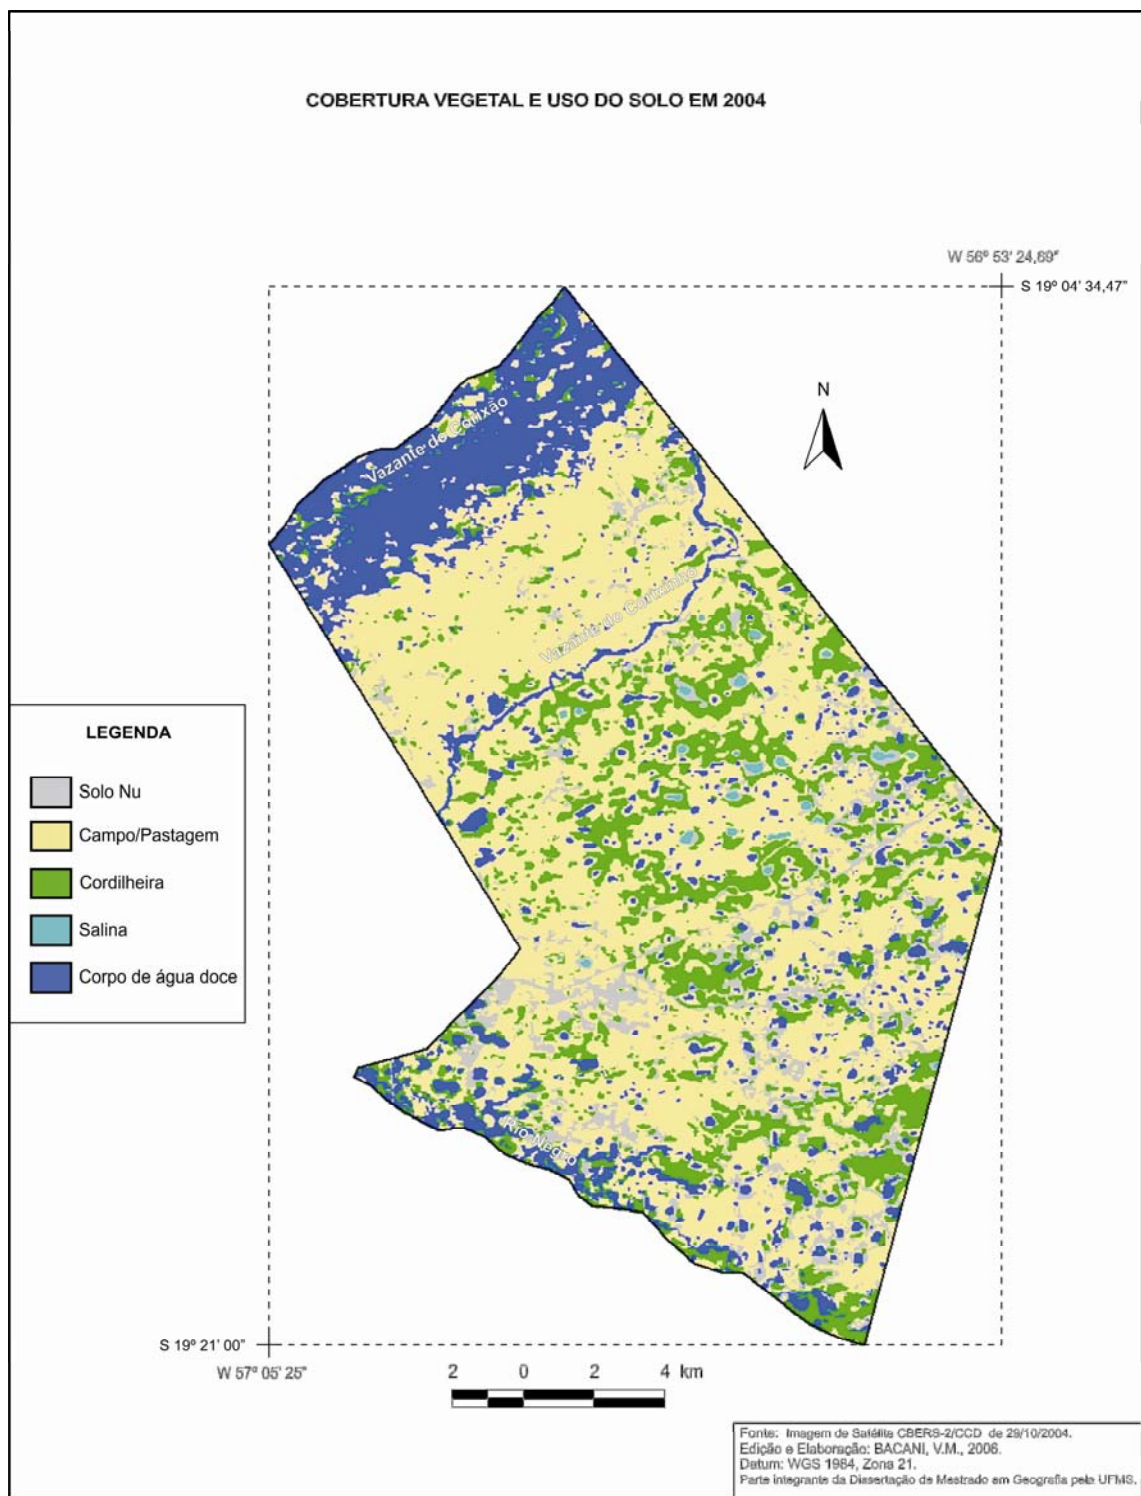 COBERTURA VEGETAL E USO DO SOLO EM 2004
W 56º 53' 24,69"
S 19º 04' 34,47"
N
Vazante do Corixão
Vazante do Corixinho
LEGENDA
Solo Nu
Campo/Pastagem
Cordilheira
Salina
Corpo de água doce
Rio Negro
S 19º 21' 00"
W 57º 05' 25"
2 0 2 4 km
Fonte: Imagem de Satélite CBERS-2/CCD de 29/10/2004.
Edição e Elaboração: BACANI, V.M., 2006.
Datum: WGS 1984, Zona 21.
Parte integrante da Dissertação de Mestrado em Geografia pela UFMS.